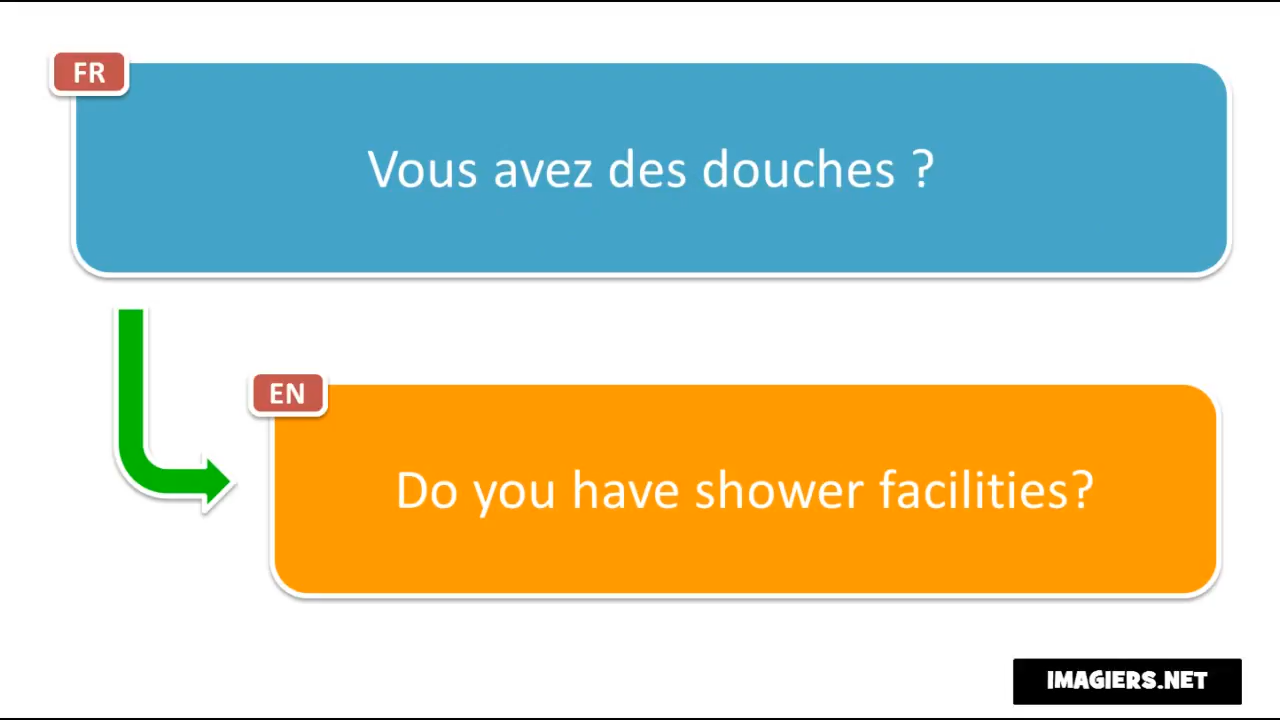 FR
Vous avez des douches ?
EN
Do you have shower facilities?
IMAGIERS.NET